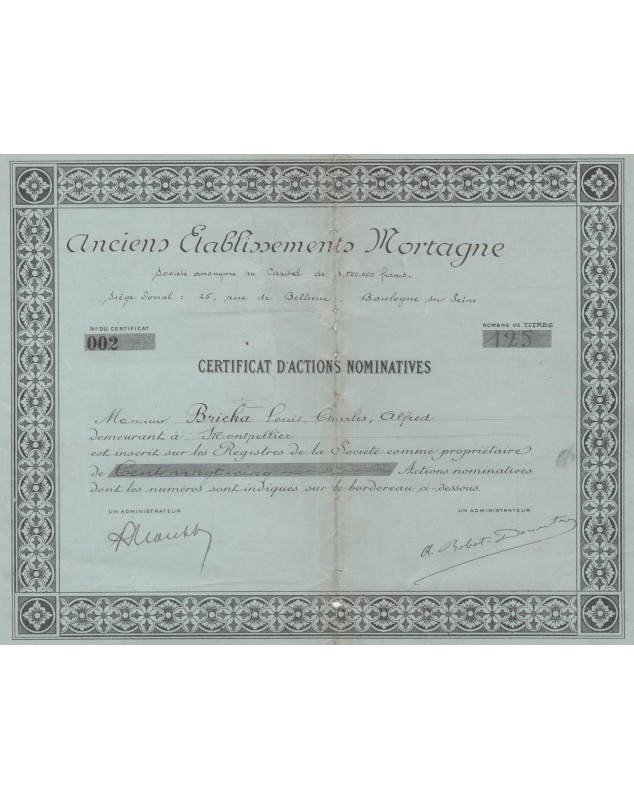 Anciens Etablissements Mortagne
Société anonyme au Capital de 3.500.000 francs.
Siège Social : 25, rue de Bellune. Boulogne sur Seine
NO DU CERTIFICAT
002
NOMBRE DE TITRES
125
CERTIFICAT D'ACTIONS NOMINATIVES
Monsieur Bricka Louis, Charles, Alfred
demeurant à Montpellier
est inscrit sur les Registres de la Société comme propriétaire
de Cent vingt-cinq Actions nominatives
dont les numéros sont indiqués sur le bordereau ci-dessous.
UN ADMINISTRATEUR
UN ADMINISTRATEUR